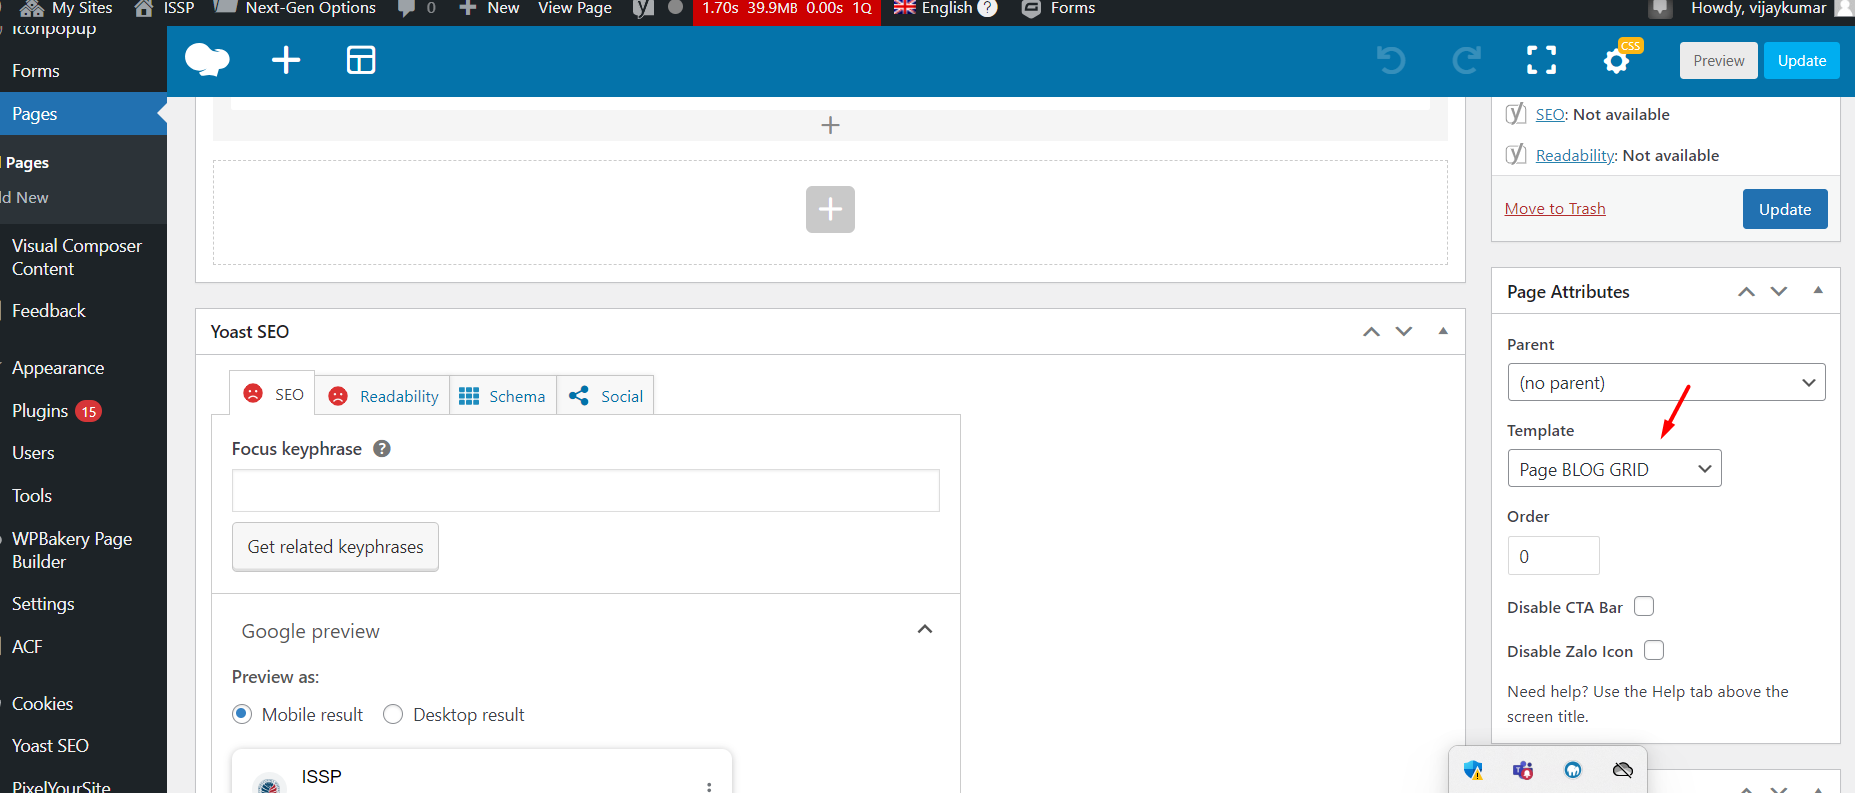 My Sites
ISSP
Next-Gen Options
0
New
View Page
1.70s 39.9MB 0.00s 1Q
English
?
Forms
Howdy, vijaykumar
Iconpopup
Forms
Pages
Pages
d New
Visual Composer
Content
Feedback
Appearance
Plugins 15
Users
Tools
WPBakery Page
Builder
Settings
ACF
Cookies
Yoast SEO
PixelYourSite
CSS
Preview
Update
Yoast SEO
SEO
Readability
Schema
Social
Focus keyphrase ?
Get related keyphrases
Google preview
Preview as:
Mobile result
Desktop result
ISSP
SEO: Not available
Readability: Not available
Move to Trash
Update
Page Attributes
Parent
(no parent)
Template
Page BLOG GRID
Order
0
Disable CTA Bar
Disable Zalo Icon
Need help? Use the Help tab above the
screen title.